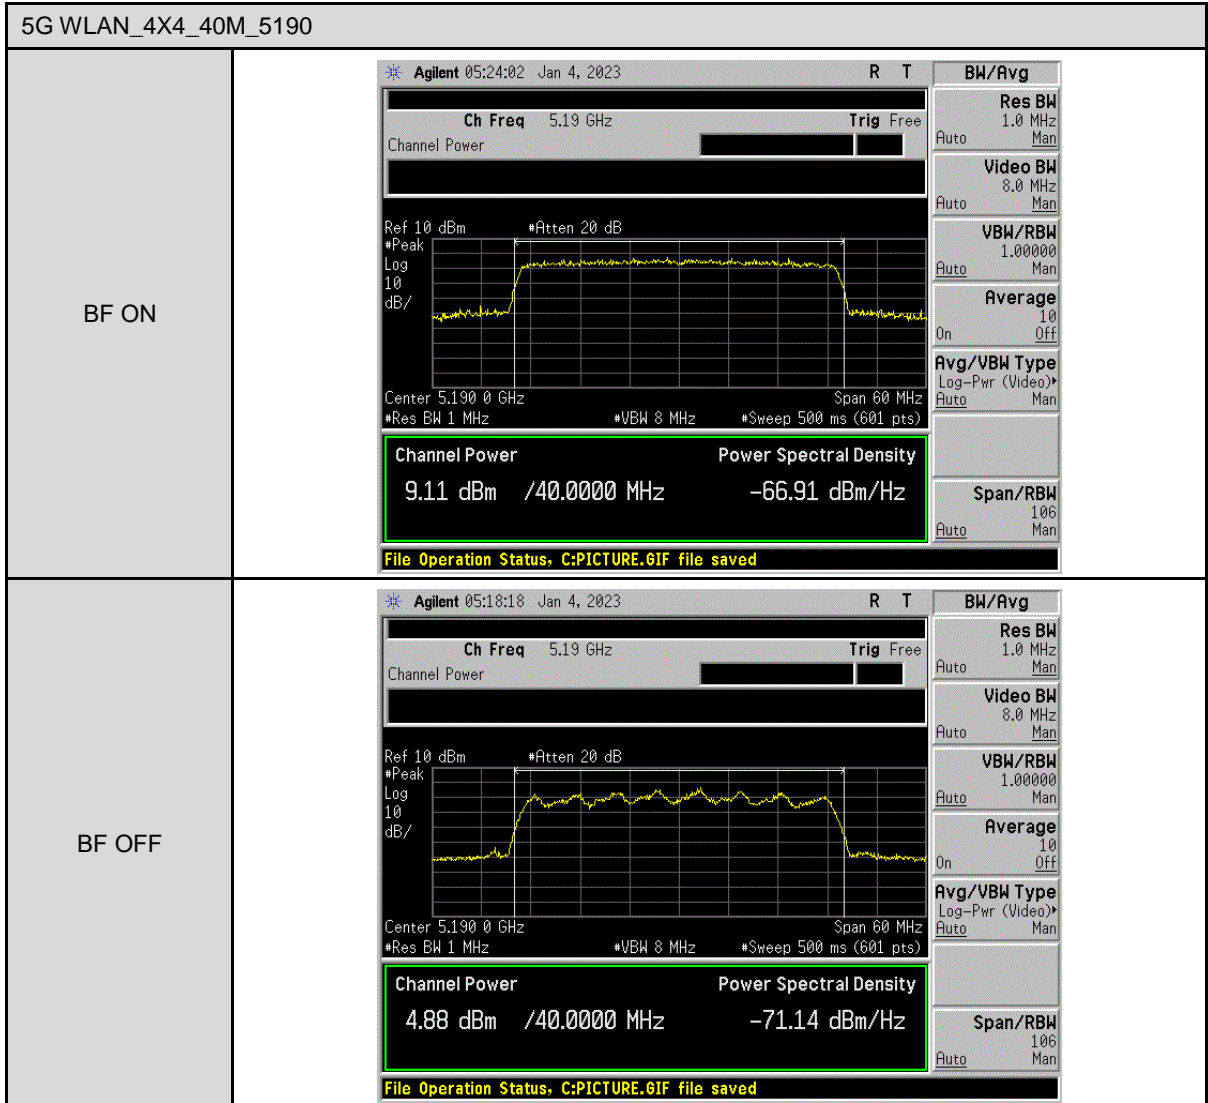 5G WLAN_4X4_40M_5190
BF ON
Agilent 05:24:02 Jan 4, 2023 R T
Ch Freq 5.19 GHz Trig Free
Channel Power
Ref 10 dBm #Atten 20 dB
#Peak
Log
10
dB/
Center 5.190 0 GHz Span 60 MHz
#Res BW 1 MHz #VBW 8 MHz #Sweep 500 ms (601 pts)
Channel Power Power Spectral Density
9.11 dBm /40.0000 MHz -66.91 dBm/Hz
File Operation Status, C:PICTURE.GIF file saved
BW/Avg
Res BW
1.0 MHz
Auto Man
Video BW
8.0 MHz
Auto Man
VBW/RBW
1.00000
Auto Man
Average
10
On Off
Avg/VBW Type
Log-Pwr (Video)▸
Auto Man
Span/RBW
106
Auto Man
BF OFF
Agilent 05:18:18 Jan 4, 2023 R T
Ch Freq 5.19 GHz Trig Free
Channel Power
Ref 10 dBm #Atten 20 dB
#Peak
Log
10
dB/
Center 5.190 0 GHz Span 60 MHz
#Res BW 1 MHz #VBW 8 MHz #Sweep 500 ms (601 pts)
Channel Power Power Spectral Density
4.88 dBm /40.0000 MHz -71.14 dBm/Hz
File Operation Status, C:PICTURE.GIF file saved
BW/Avg
Res BW
1.0 MHz
Auto Man
Video BW
8.0 MHz
Auto Man
VBW/RBW
1.00000
Auto Man
Average
10
On Off
Avg/VBW Type
Log-Pwr (Video)▸
Auto Man
Span/RBW
106
Auto Man